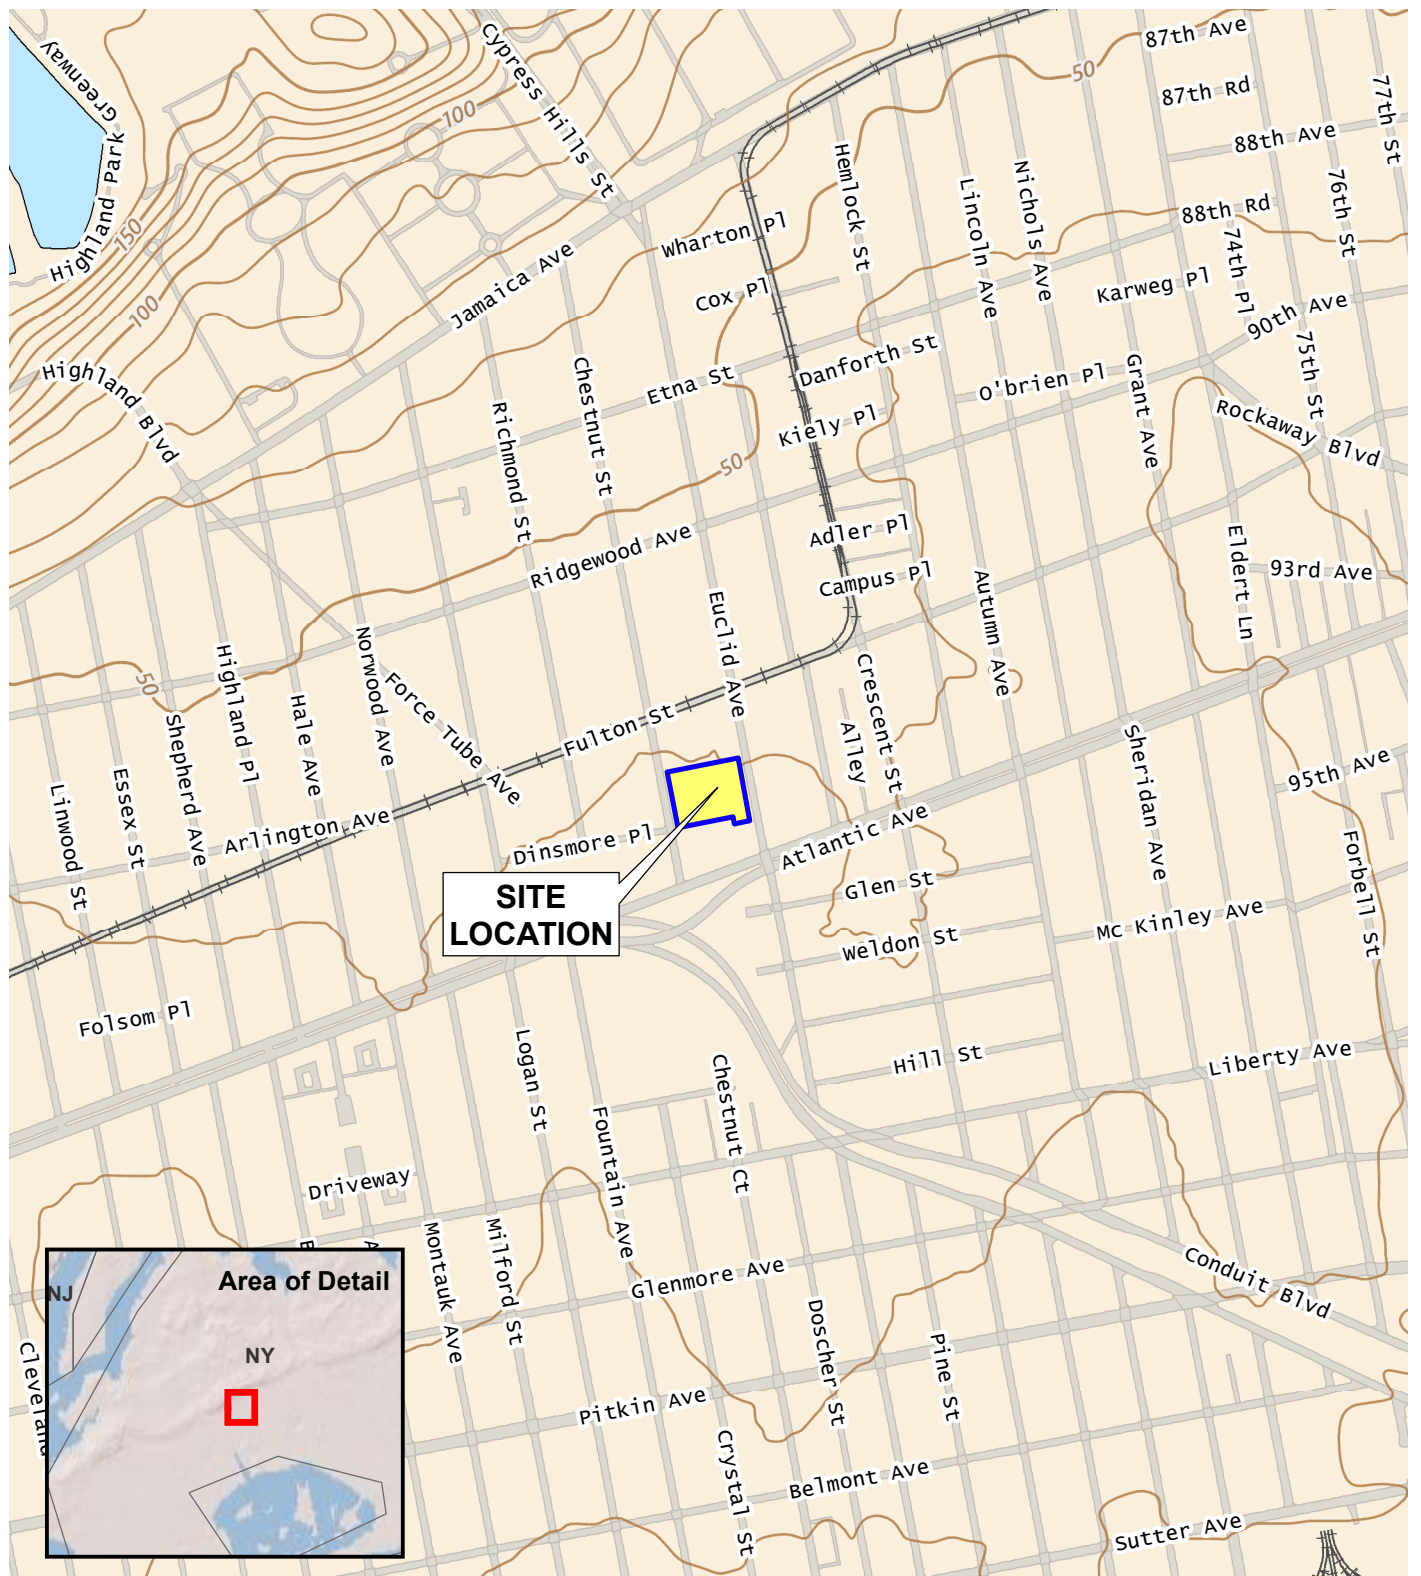 87th Ave
Cypress Hills St
Greenway
50
77th St
87th Rd
100
88th Ave
Hemlock St
Highland Park
Nichols Ave
76th St
Lincoln Ave
88th Rd
150
Wharton Pl
74th Pl
Jamaica Ave
Karweg Pl
Cox Pl
100
90th Ave
Danforth St
75th St
Chestnut St
Grant Ave
Etna St
O'brien Pl
Highland Blvd
Kiely Pl
Richmond St
Rockaway Blvd
50
Adler Pl
Ridgewood Ave
Eldert Ln
Campus Pl
93rd Ave
Autumn Ave
Euclid Ave
Norwood Ave
Highland Pl
Crescent St
50
Force Tube Ave
Hale Ave
Fulton St
Shepherd Ave
Alley
Sheridan Ave
Essex St
95th Ave
Linwood St
Arlington Ave
Atlantic Ave
Dinsmore Pl
Forbell St
Glen St
SITE
LOCATION
Mc Kinley Ave
Weldon St
Folsom Pl
Logan St
Hill St
Liberty Ave
Chestnut Ct
Fountain Ave
Driveway
Montauk Ave
Milford St
Glenmore Ave
Conduit Blvd
Area of Detail
NJ
NY
Doscher St
Pine St
Cleveland
Pitkin Ave
Crystal St
Belmont Ave
Sutter Ave